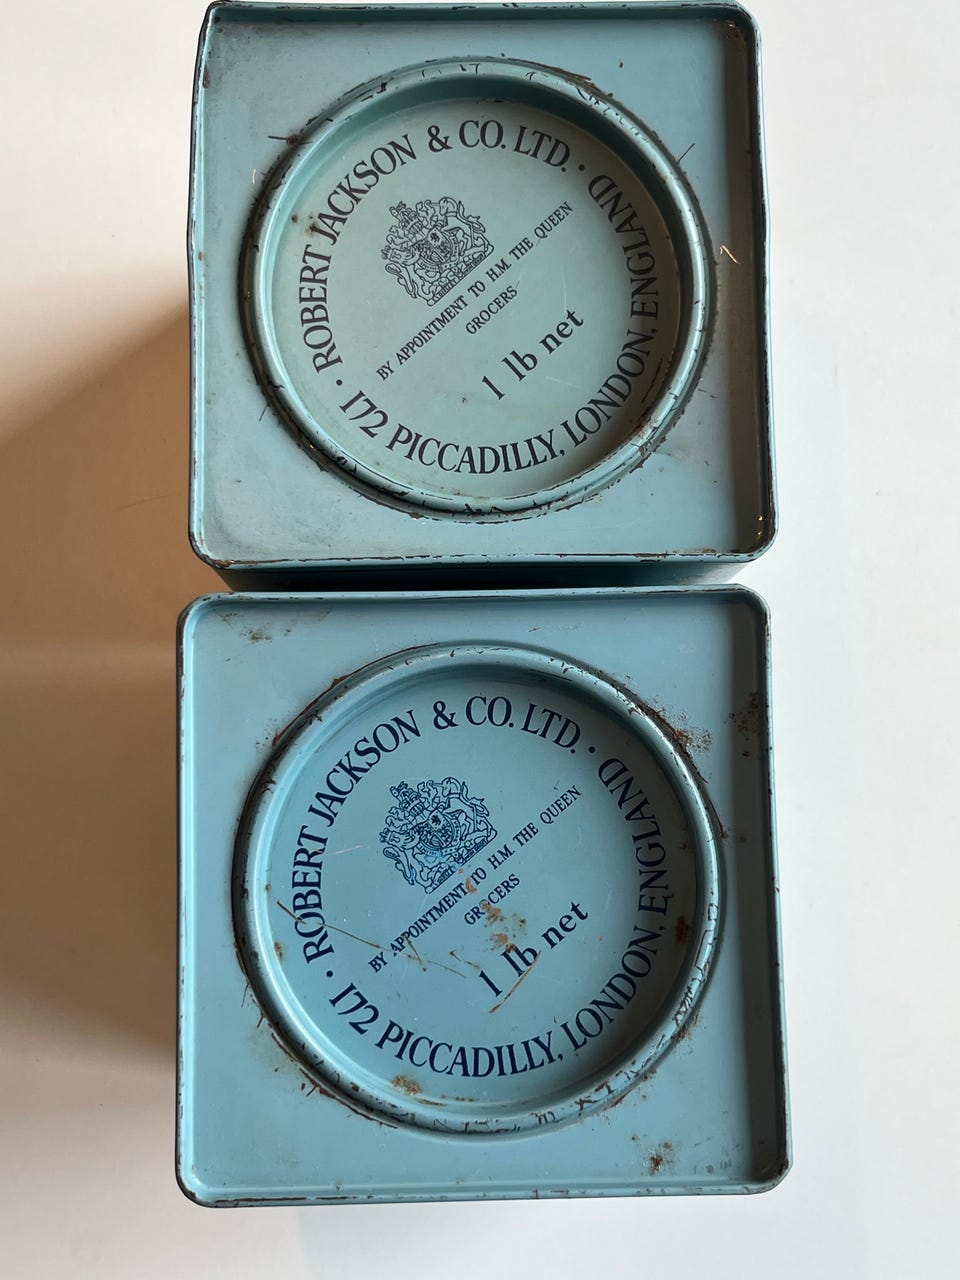 ROBERT JACKSON & CO. LTD. ·
BY APPOINTMENT TO H.M. THE QUEEN
GROCERS
1 lb net
· 172 PICCADILLY, LONDON, ENGLAND
ROBERT JACKSON & CO. LTD. ·
BY APPOINTMENT TO H.M. THE QUEEN
GROCERS
1 lb net
· 172 PICCADILLY, LONDON, ENGLAND